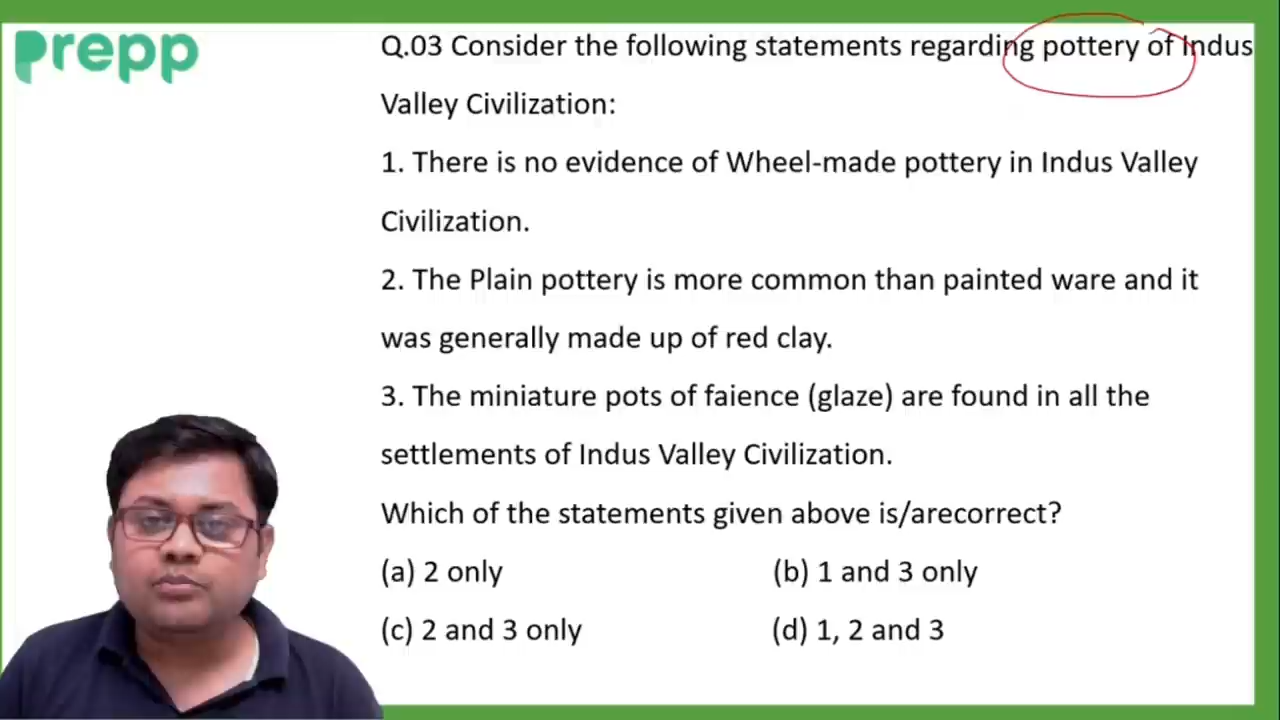 prepp
Q.03 Consider the following statements regarding pottery of Indus
Valley Civilization:
1. There is no evidence of Wheel-made pottery in Indus Valley
Civilization.
2. The Plain pottery is more common than painted ware and it
was generally made up of red clay.
3. The miniature pots of faience (glaze) are found in all the
settlements of Indus Valley Civilization.
Which of the statements given above is/arecorrect?
(a) 2 only (b) 1 and 3 only
(c) 2 and 3 only (d) 1, 2 and 3